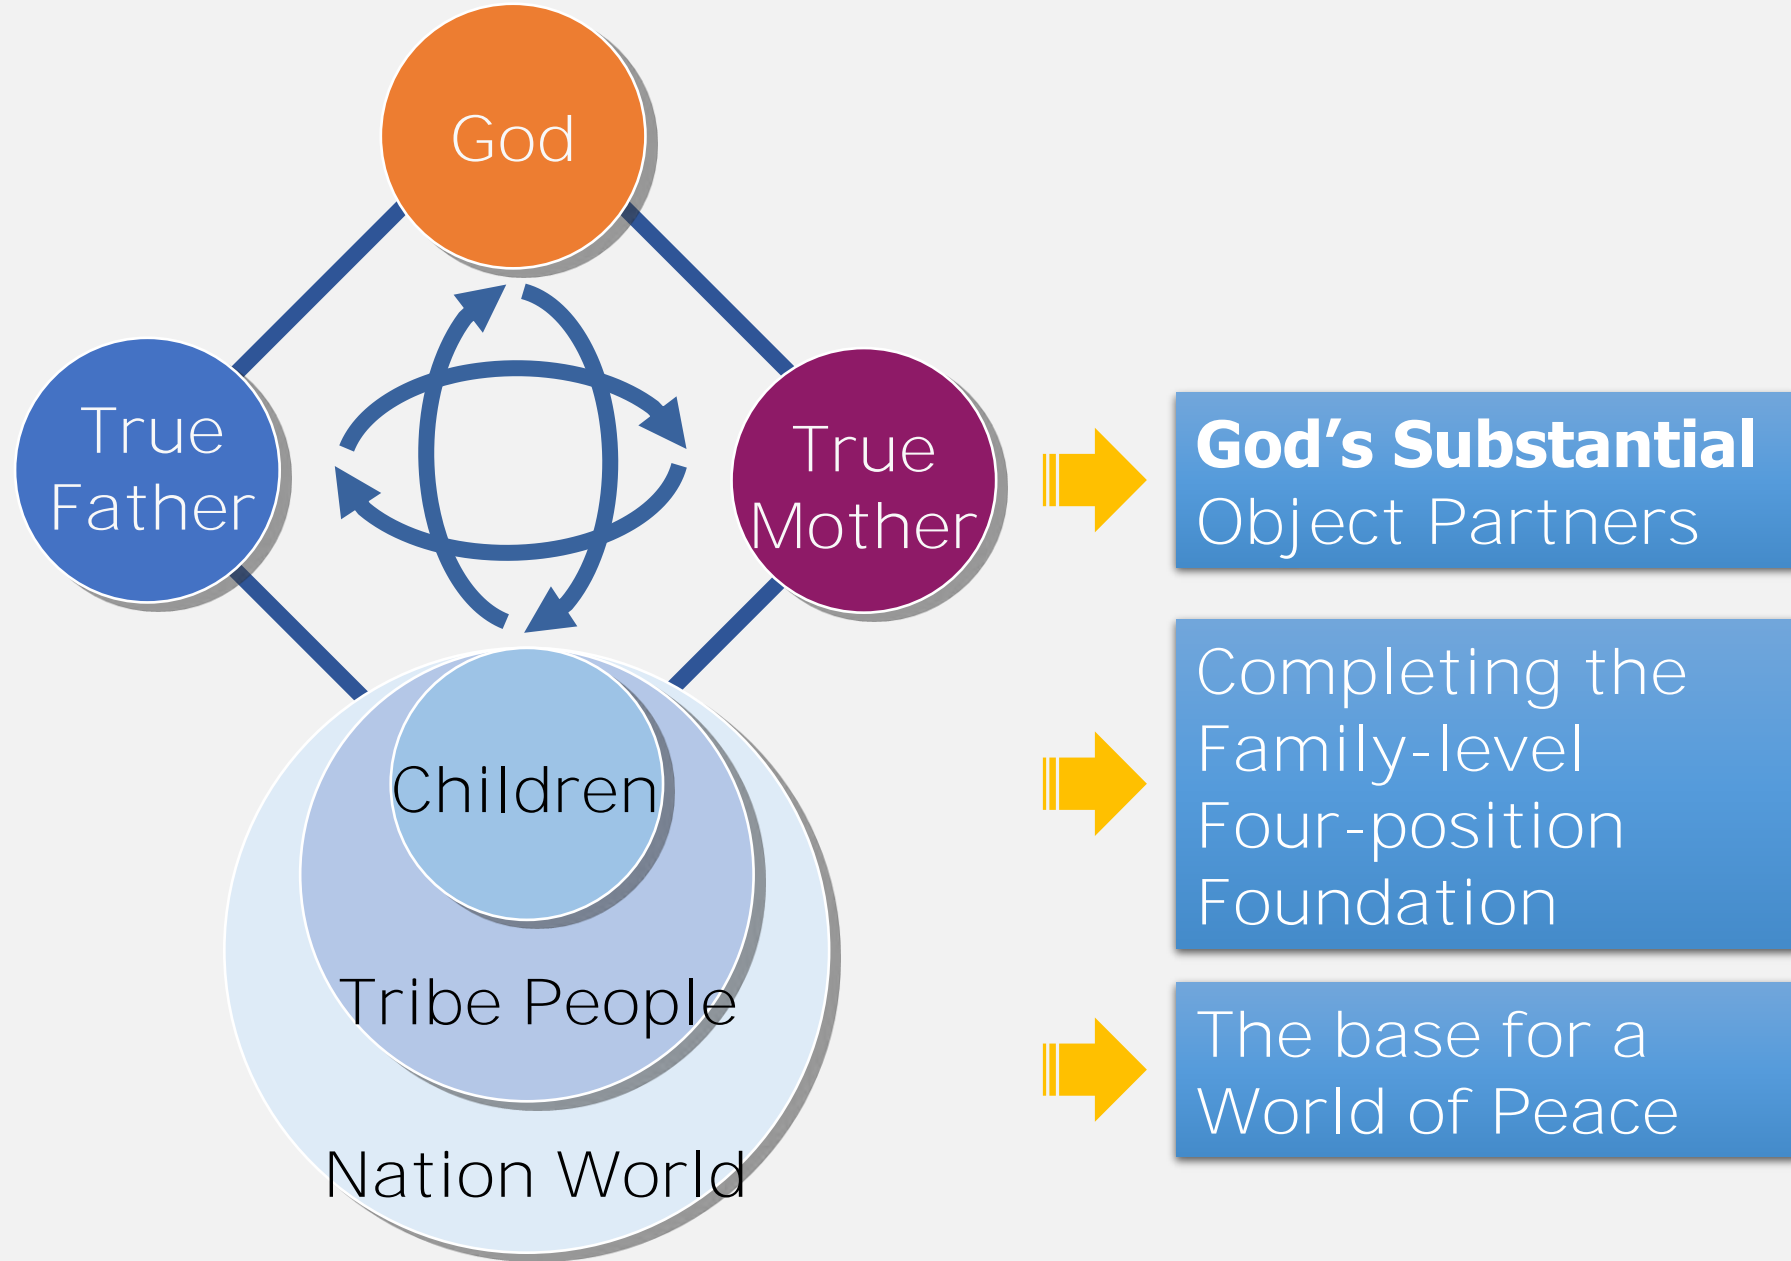 God
True
Father
True
Mother
Children
Tribe People
Nation World
God’s Substantial
Object Partners
Completing the
Family-level
Four-position
Foundation
The base for a
World of Peace